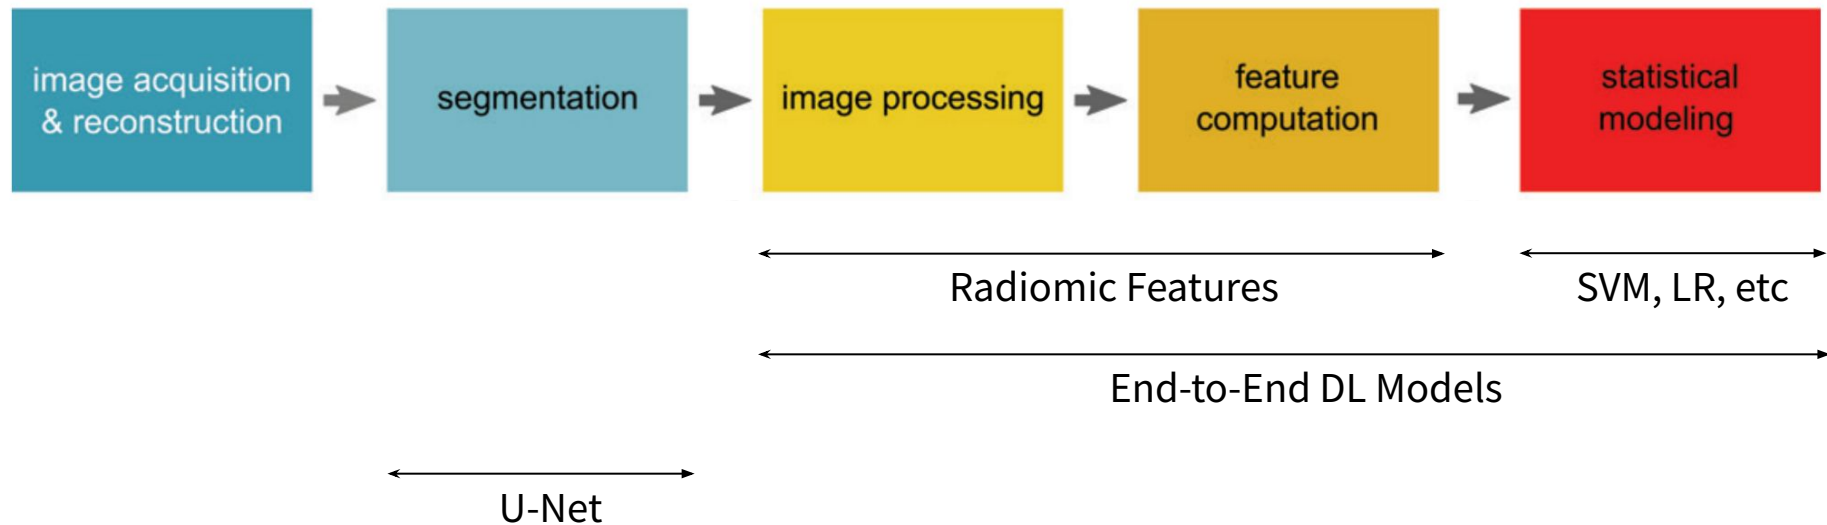 image acquisition
& reconstruction
segmentation
image processing
feature
computation
statistical
modeling
Radiomic Features
SVM, LR, etc
End-to-End DL Models
U-Net